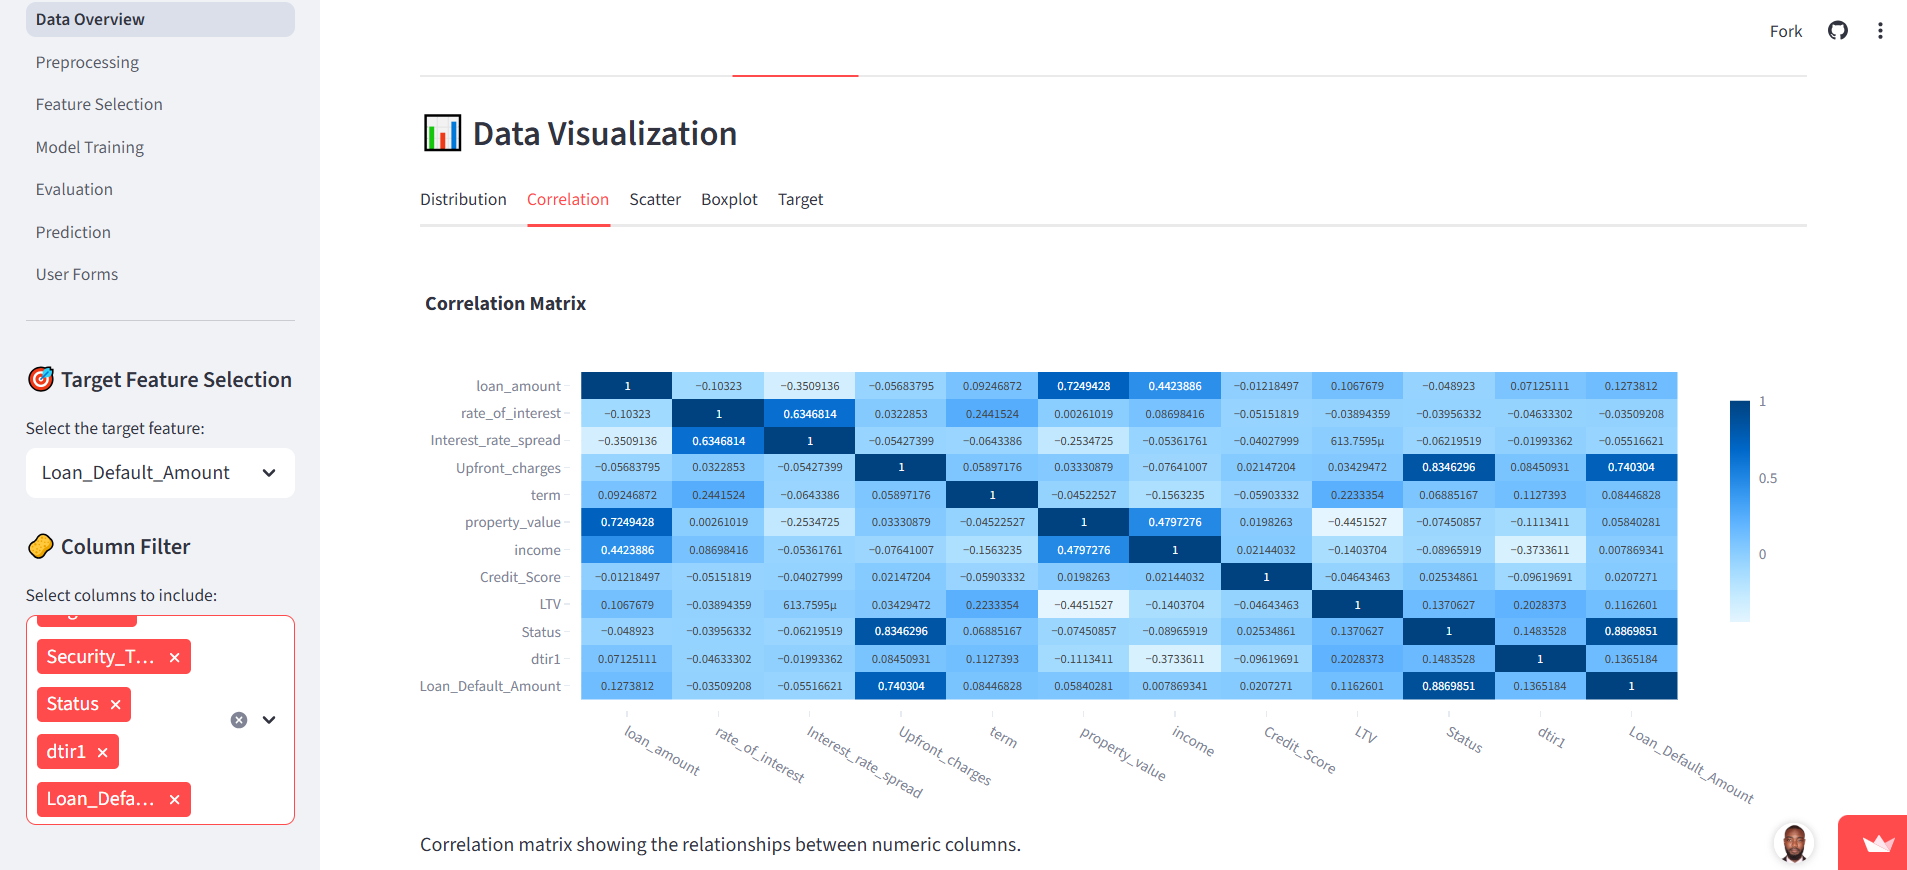 Data Overview
Preprocessing
Feature Selection
Model Training
Evaluation
Prediction
User Forms
Target Feature Selection
Select the target feature:
Loan_Default_Amount
Column Filter
Select columns to include:
Security_T...
Status
dtir1
Loan_Defa...
Fork
Data Visualization
Distribution Correlation Scatter Boxplot Target
Correlation Matrix
loan_amount 1 −0.10323 −0.3509136 −0.05683795 0.09246872 0.7249428 0.4423886 −0.01218497 0.1067679 −0.048923 0.07125111 0.1273812
rate_of_interest −0.10323 1 0.6346814 0.0322853 0.2441524 0.00261019 0.08698416 −0.05151819 −0.03894359 −0.03956332 −0.04633302 −0.03509208
Interest_rate_spread −0.3509136 0.6346814 1 −0.05427399 −0.0643386 −0.2534725 −0.05361761 −0.04027999 613.7595μ −0.06219519 −0.01993362 −0.05516621
Upfront_charges −0.05683795 0.0322853 −0.05427399 1 0.05897176 0.03330879 −0.07641007 0.02147204 0.03429472 0.8346296 0.08450931 0.740304
term 0.09246872 0.2441524 −0.0643386 0.05897176 1 −0.04522527 −0.1563235 −0.05903332 0.2233354 0.06885167 0.1127393 0.08446828
property_value 0.7249428 0.00261019 −0.2534725 0.03330879 −0.04522527 1 0.4797276 0.0198263 −0.4451527 −0.07450857 −0.1113411 0.05840281
income 0.4423886 0.08698416 −0.05361761 −0.07641007 −0.1563235 0.4797276 1 0.02144032 −0.1403704 −0.08965919 −0.3733611 0.007869341
Credit_Score −0.01218497 −0.05151819 −0.04027999 0.02147204 −0.05903332 0.0198263 0.02144032 1 −0.04643463 0.02534861 −0.09619691 0.0207271
LTV 0.1067679 −0.03894359 613.7595μ 0.03429472 0.2233354 −0.4451527 −0.1403704 −0.04643463 1 0.1370627 0.2028373 0.1162601
Status −0.048923 −0.03956332 −0.06219519 0.8346296 0.06885167 −0.07450857 −0.08965919 0.02534861 0.1370627 1 0.1483528 0.8869851
dtir1 0.07125111 −0.04633302 −0.01993362 0.08450931 0.1127393 −0.1113411 −0.3733611 −0.09619691 0.2028373 0.1483528 1 0.1365184
Loan_Default_Amount 0.1273812 −0.03509208 −0.05516621 0.740304 0.08446828 0.05840281 0.007869341 0.0207271 0.1162601 0.8869851 0.1365184 1
loan_amount rate_of_interest Interest_rate_spread Upfront_charges term property_value income Credit_Score LTV Status dtir1 Loan_Default_Amount
1
0.5
0
Correlation matrix showing the relationships between numeric columns.